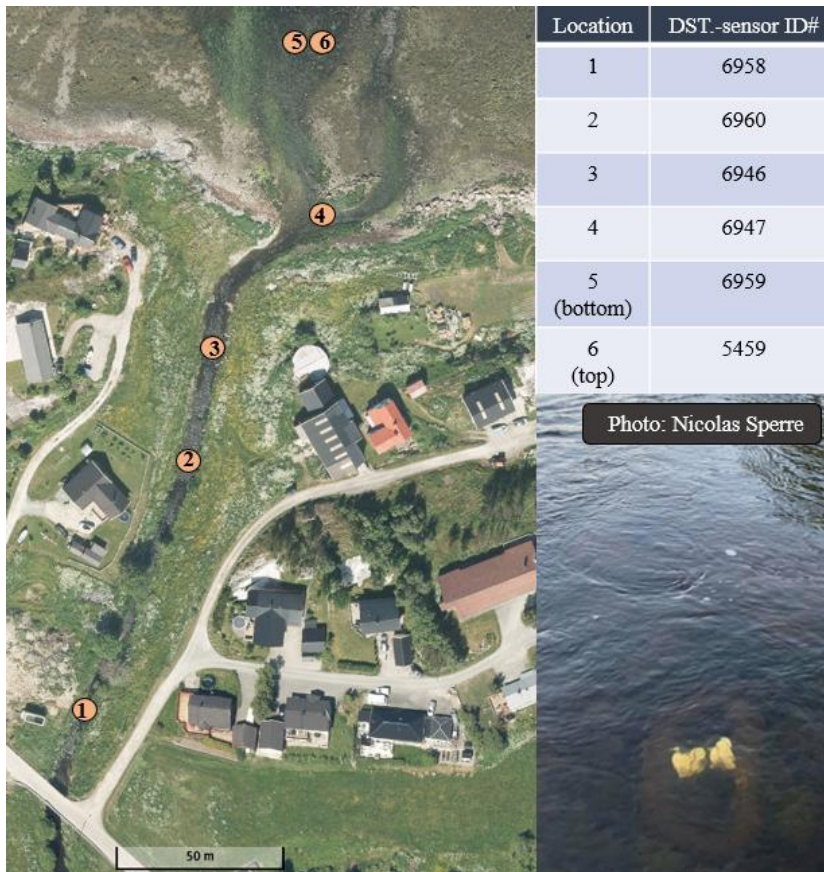 5 6
4
3
2
1
50 m
Location DST.-sensor ID#
1 6958
2 6960
3 6946
4 6947
5 6959
(bottom)
6 5459
(top)
Photo: Nicolas Sperre